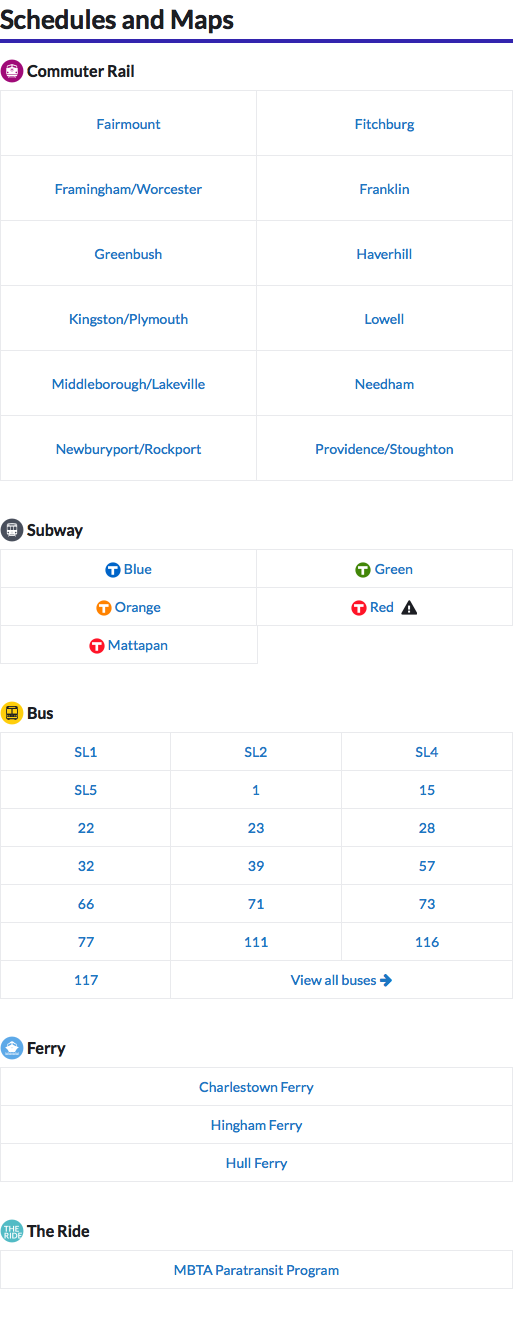 Schedules and Maps
Commuter Rail
Fairmount Fitchburg
Framingham/Worcester Franklin
Greenbush Haverhill
Kingston/Plymouth Lowell
Middleborough/Lakeville Needham
Newburyport/Rockport Providence/Stoughton
Subway
T Blue T Green
T Orange T Red
T Mattapan
Bus
SL1 SL2 SL4
SL5 1 15
22 23 28
32 39 57
66 71 73
77 111 116
117 View all buses
Ferry
Charlestown Ferry
Hingham Ferry
Hull Ferry
THE RIDE The Ride
MBTA Paratransit Program